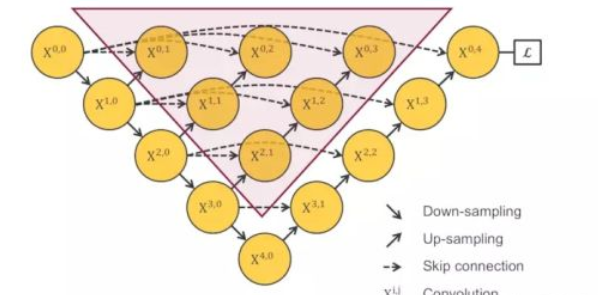 X^0,0 X^0,1 X^0,2 X^0,3 X^0,4 L
X^1,0 X^1,1 X^1,2 X^1,3
X^2,0 X^2,1 X^2,2
X^3,0 X^3,1
X^4,0
Down-sampling
Up-sampling
Skip connection
X^i,j Convolution